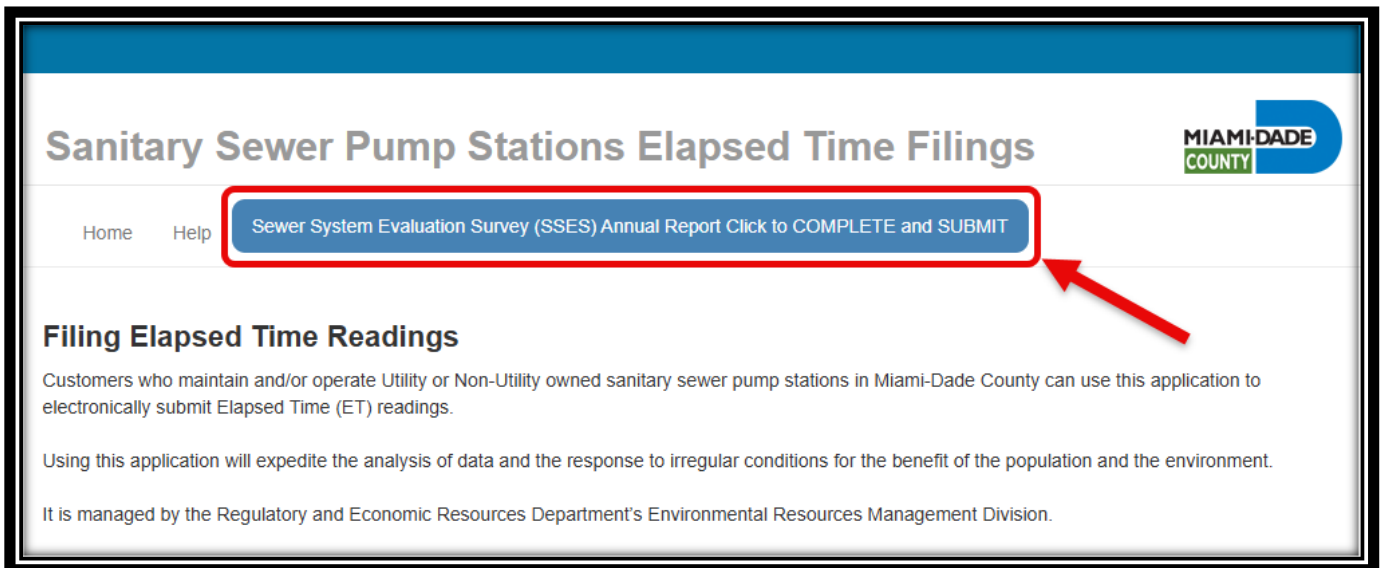 Sanitary Sewer Pump Stations Elapsed Time Filings
MIAMI-DADE
COUNTY
Home Help Sewer System Evaluation Survey (SSES) Annual Report Click to COMPLETE and SUBMIT
Filing Elapsed Time Readings
Customers who maintain and/or operate Utility or Non-Utility owned sanitary sewer pump stations in Miami-Dade County can use this application to
electronically submit Elapsed Time (ET) readings.
Using this application will expedite the analysis of data and the response to irregular conditions for the benefit of the population and the environment.
It is managed by the Regulatory and Economic Resources Department’s Environmental Resources Management Division.